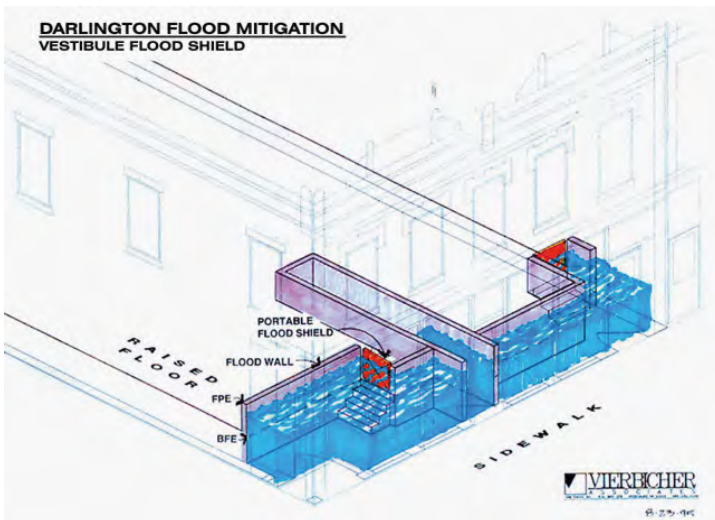 DARLINGTON FLOOD MITIGATION
VESTIBULE FLOOD SHIELD
PORTABLE
FLOOD SHIELD
FLOOD WALL
RAISED
FLOOR
FPE
BFE
SIDEWALK
VIERBICHER
ASSOCIATES
8-23-95